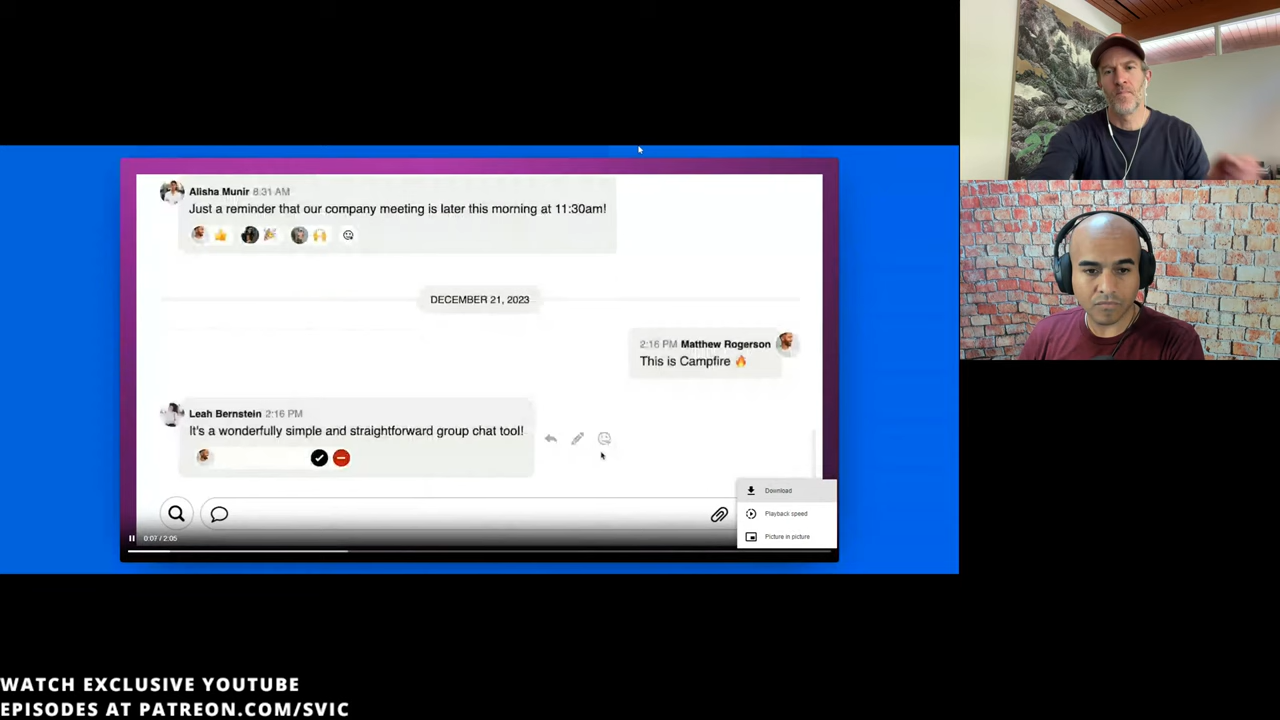 Alisha Munir 8:31 AM
Just a reminder that our company meeting is later this morning at 11:30am!
DECEMBER 21, 2023
2:16 PM Matthew Rogerson
This is Campfire 🔥
Leah Bernstein 2:16 PM
It's a wonderfully simple and straightforward group chat tool!
Download
Playback speed
Picture in picture
0:07 / 2:05
WATCH EXCLUSIVE YOUTUBE
EPISODES AT PATREON.COM/SVIC